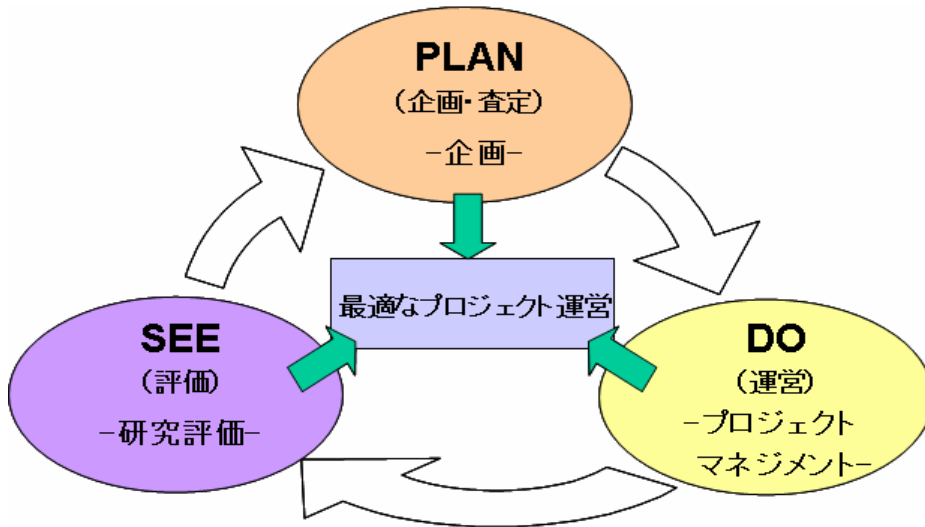 PLAN
(企画・査定)
-企画-
最適なプロジェクト運営
SEE
(評価)
-研究評価-
DO
(運営)
-プロジェクト
マネジメント-